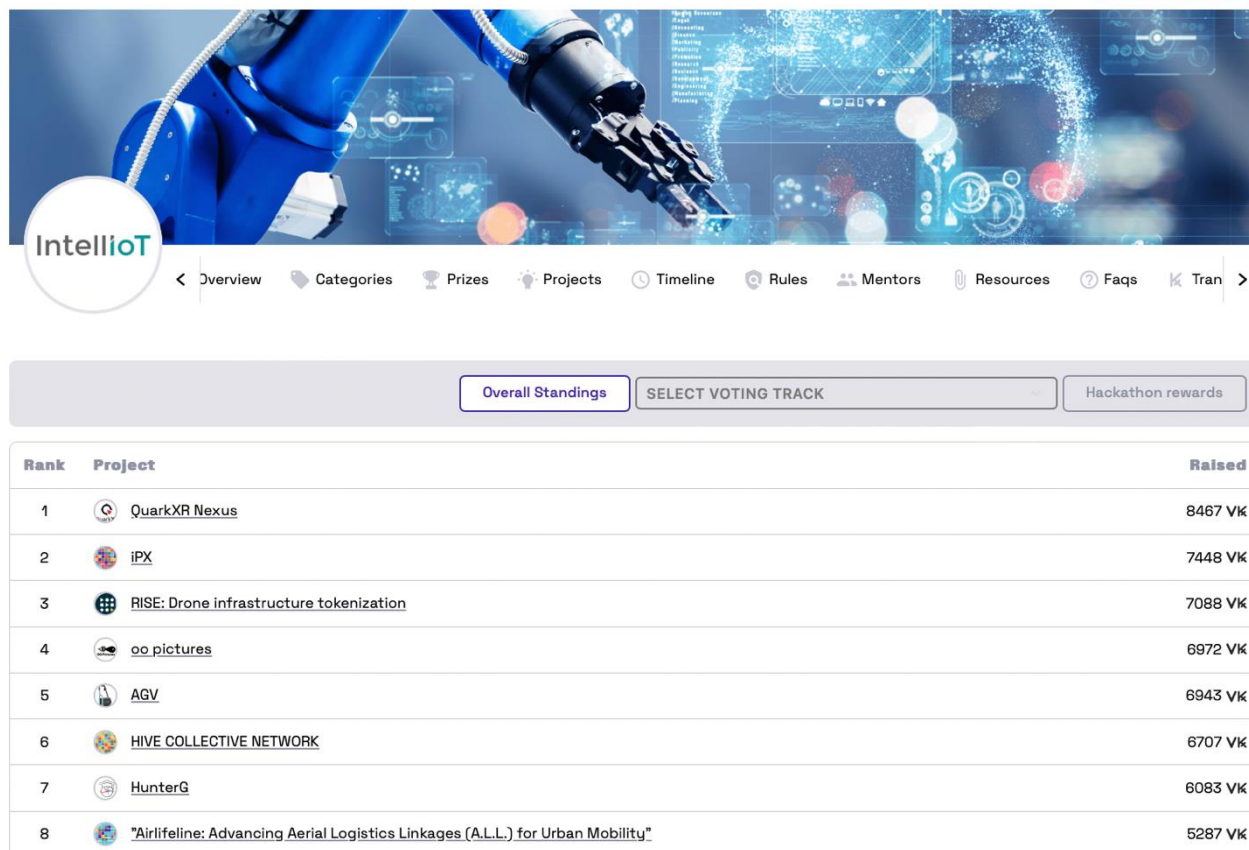 IntellioT
Overview Categories Prizes Projects Timeline Rules Mentors Resources Faqs Tran
Overall Standings SELECT VOTING TRACK Hackathon rewards
Rank Project Raised
1 QuarkXR Nexus 8467 VK
2 iPX 7448 VK
3 RISE: Drone infrastructure tokenization 7088 VK
4 oo pictures 6972 VK
5 AGV 6943 VK
6 HIVE COLLECTIVE NETWORK 6707 VK
7 HunterG 6083 VK
8 "Airlifeline: Advancing Aerial Logistics Linkages (A.L.L.) for Urban Mobility" 5287 VK